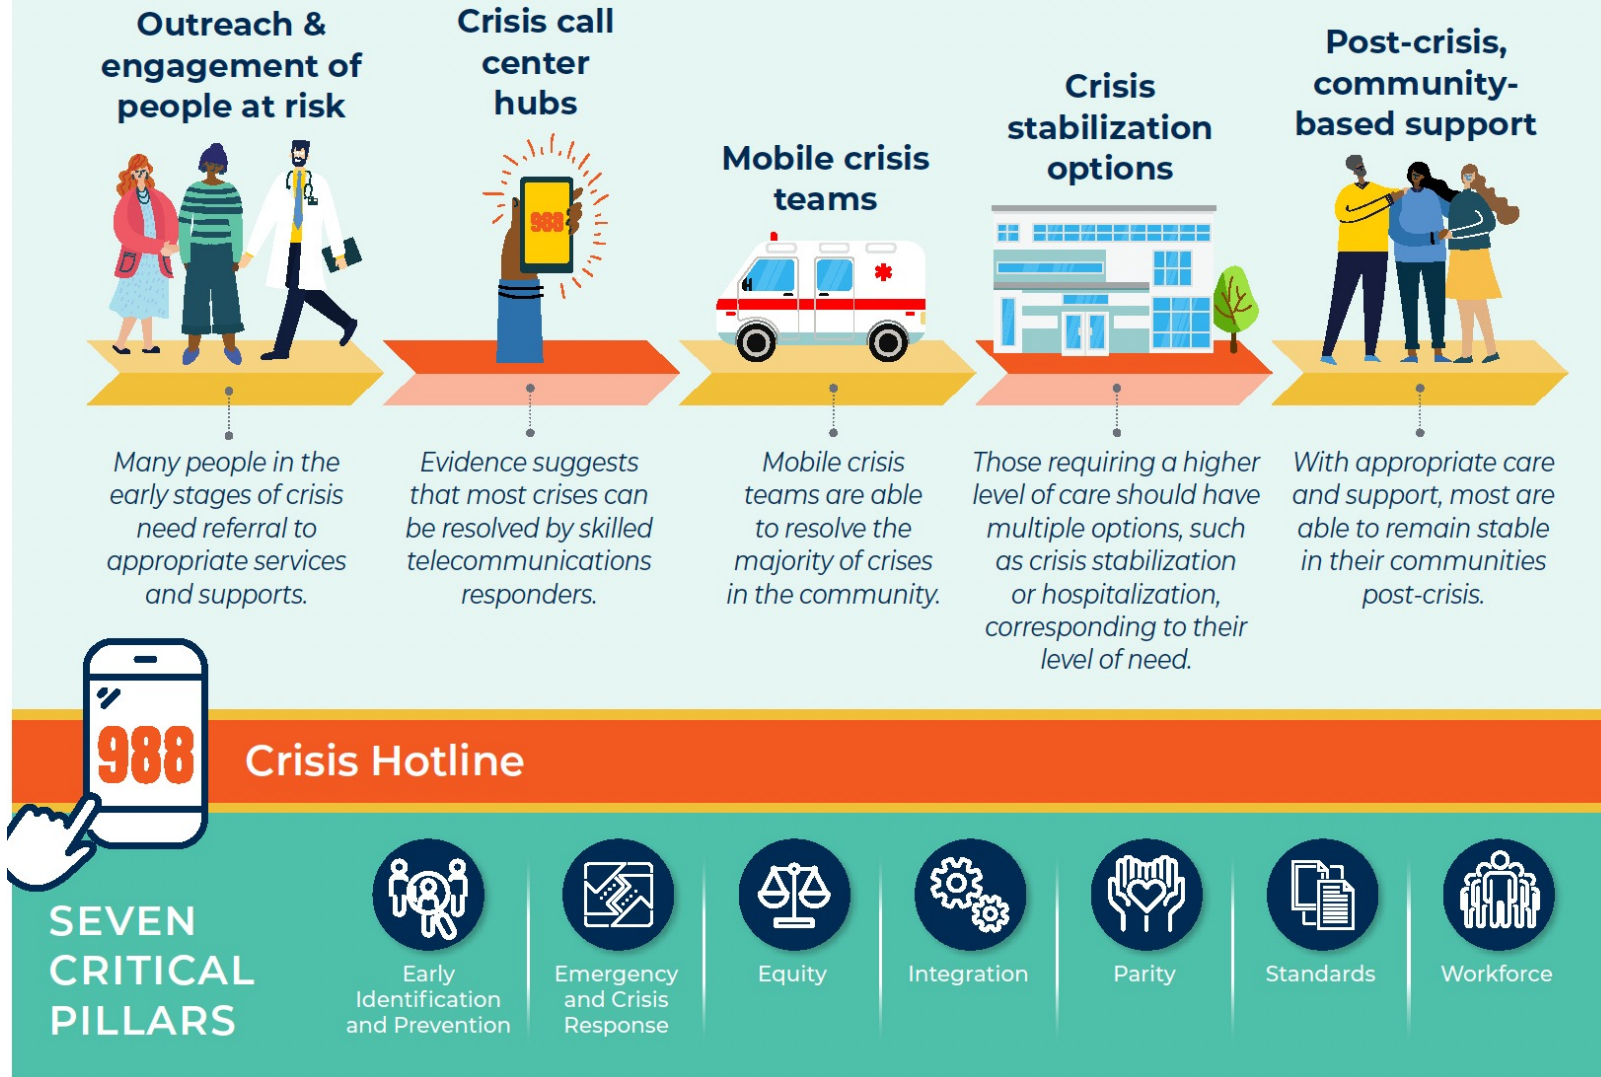 Outreach &
engagement of
people at risk
Many people in the
early stages of crisis
need referral to
appropriate services
and supports.
Crisis call
center
hubs
988
Evidence suggests
that most crises can
be resolved by skilled
telecommunications
responders.
Mobile crisis
teams
Mobile crisis
teams are able
to resolve the
majority of crises
in the community.
Crisis
stabilization
options
Those requiring a higher
level of care should have
multiple options, such
as crisis stabilization
or hospitalization,
corresponding to their
level of need.
Post-crisis,
community-
based support
With appropriate care
and support, most are
able to remain stable
in their communities
post-crisis.
988
Crisis Hotline
SEVEN
CRITICAL
PILLARS
Early
Identification
and Prevention
Emergency
and Crisis
Response
Equity
Integration
Parity
Standards
Workforce